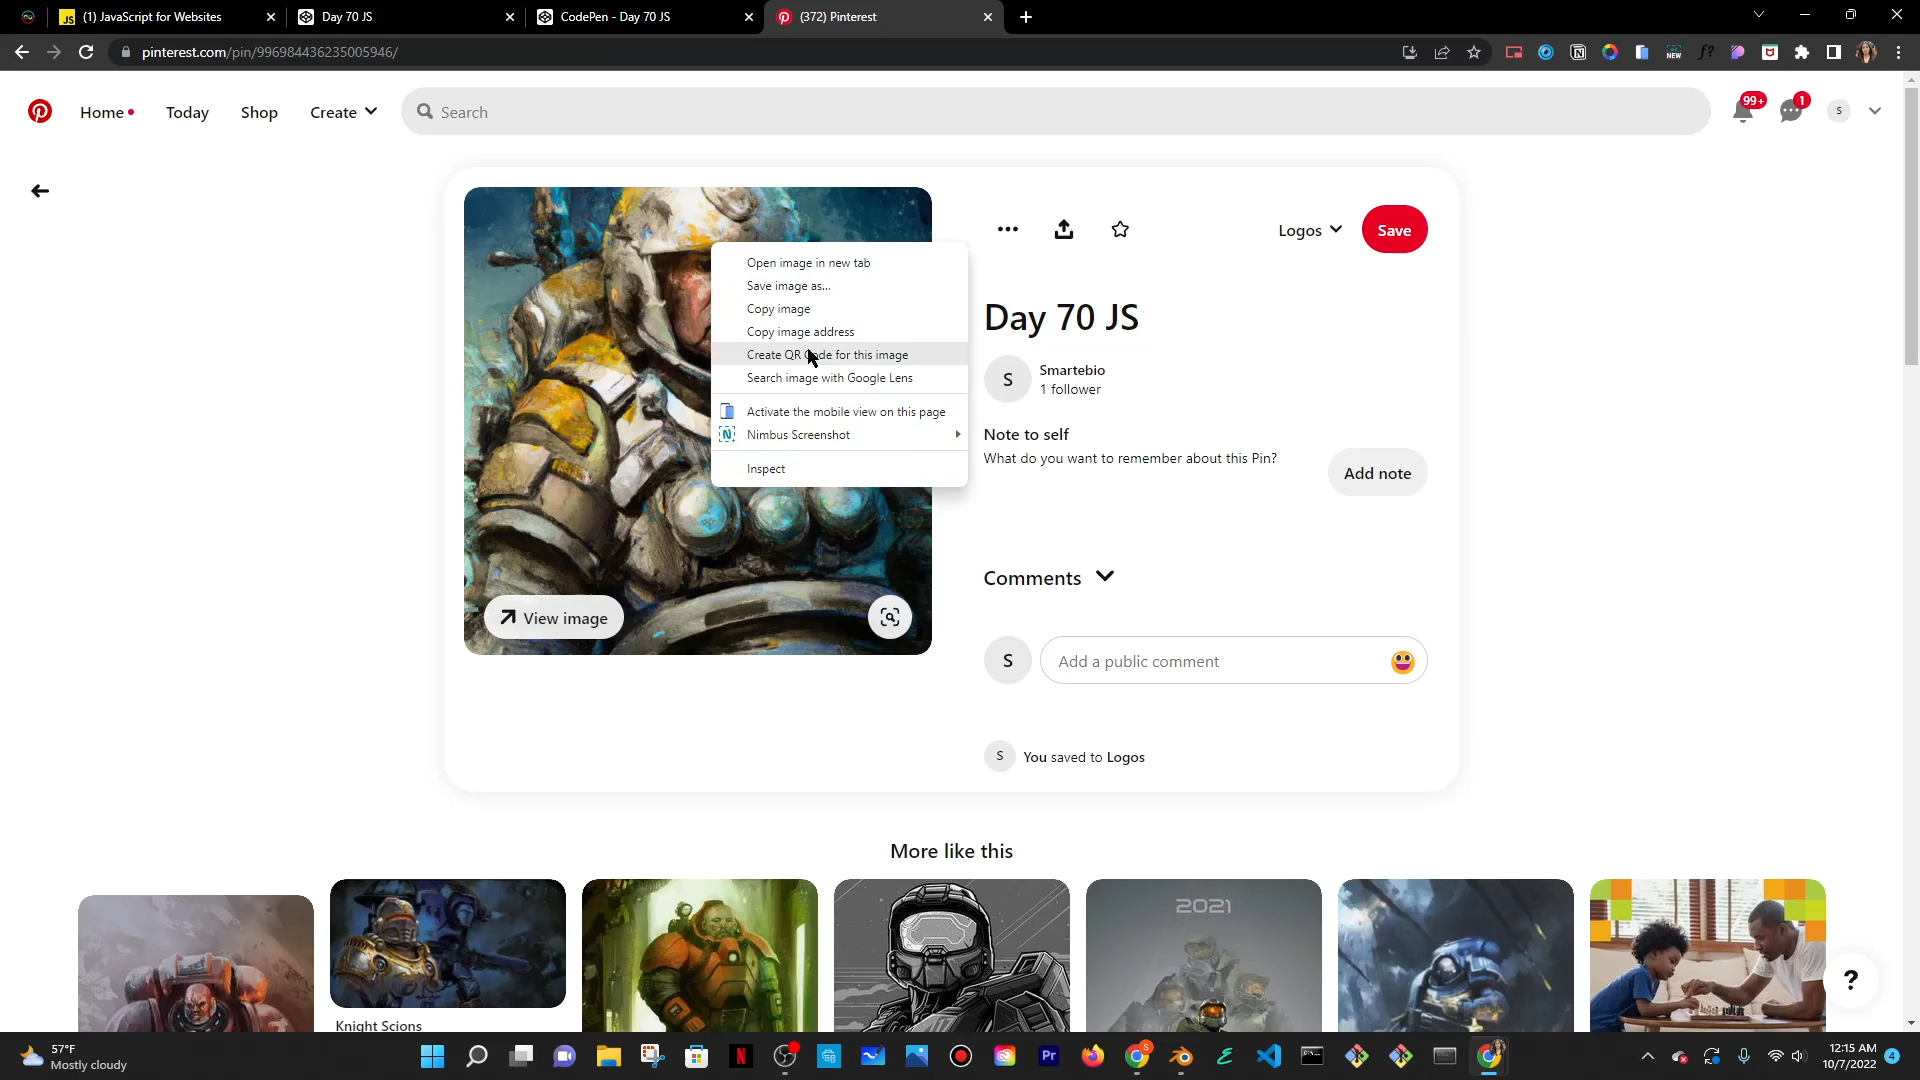 (1) JavaScript for Websites
Day 70 JS
CodePen - Day 70 JS
(372) Pinterest
pinterest.com/pin/996984436235005946/
NEW
Home
Today
Shop
Create
Search
99+
1
S
Logos
Save
Open image in new tab
Save image as...
Copy image
Copy image address
Create QR Code for this image
Search image with Google Lens
Activate the mobile view on this page
Nimbus Screenshot
Inspect
Day 70 JS
S
Smartebio
1 follower
Note to self
What do you want to remember about this Pin?
Add note
Comments
View image
S
Add a public comment
S
You saved to Logos
More like this
2021
Knight Scions
?
57°F
Mostly cloudy
12:15 AM
10/7/2022
4